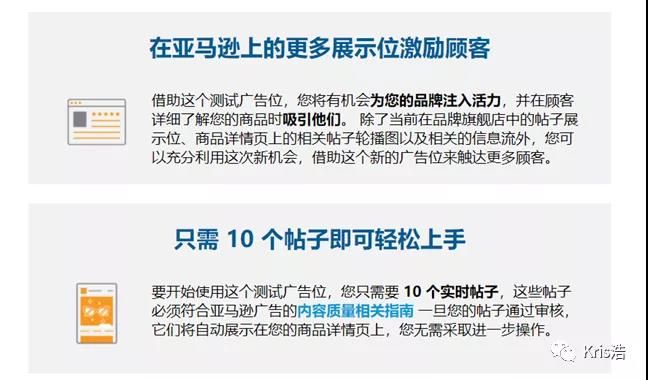 在亚马逊上的更多展示位激励顾客
借助这个测试广告位，您将有机会为您的品牌注入活力，并在顾客
详细了解您的商品时吸引他们。 除了当前在品牌旗舰店中的帖子展
示位、商品详情页上的相关帖子轮播图以及相关的信息流外，您可
以充分利用这次新机会，借助这个新的广告位来触达更多顾客。
只需 10 个帖子即可轻松上手
要开始使用这个测试广告位，您只需要 10 个实时帖子，这些帖子
必须符合亚马逊广告的内容质量相关指南 一旦您的帖子通过审核，
它们将自动展示在您的商品详情页上，您无需采取进一步操作。
Kris浩